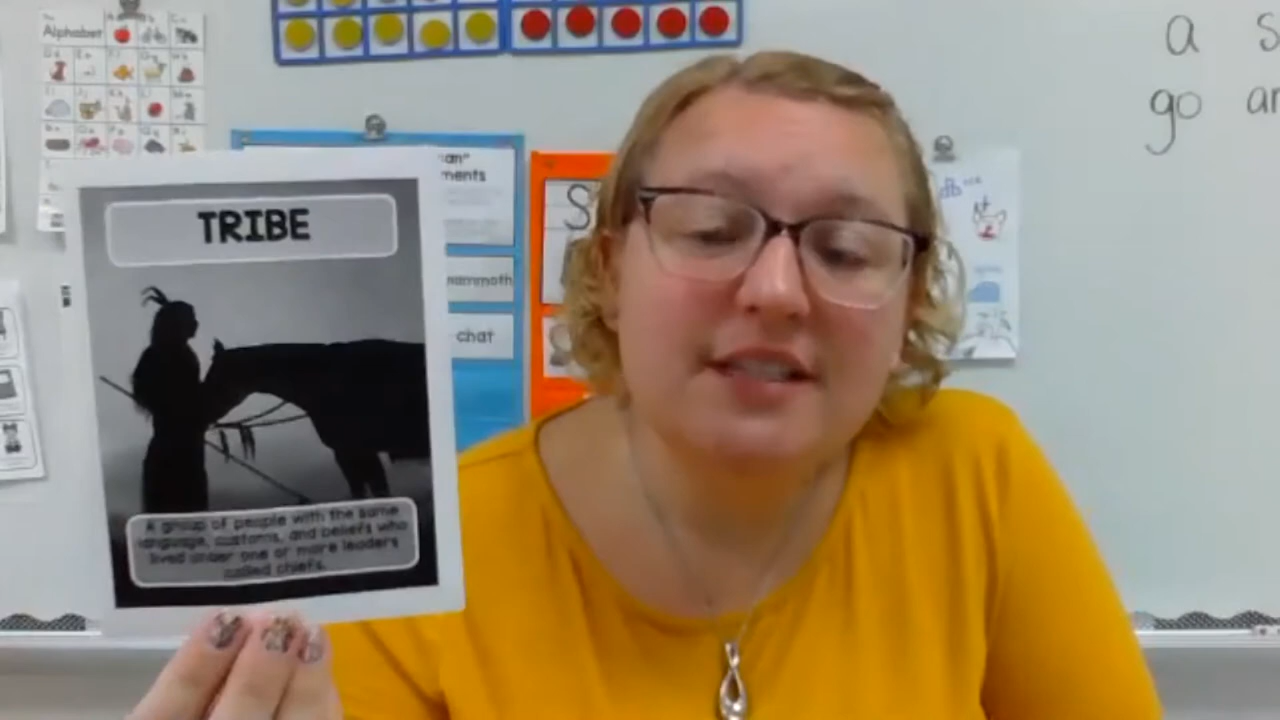 Alphabet
a
go
TRIBE
mammoth
chat
A group of people with the same
language, customs, and beliefs who
lived under one or more leaders
called chiefs.